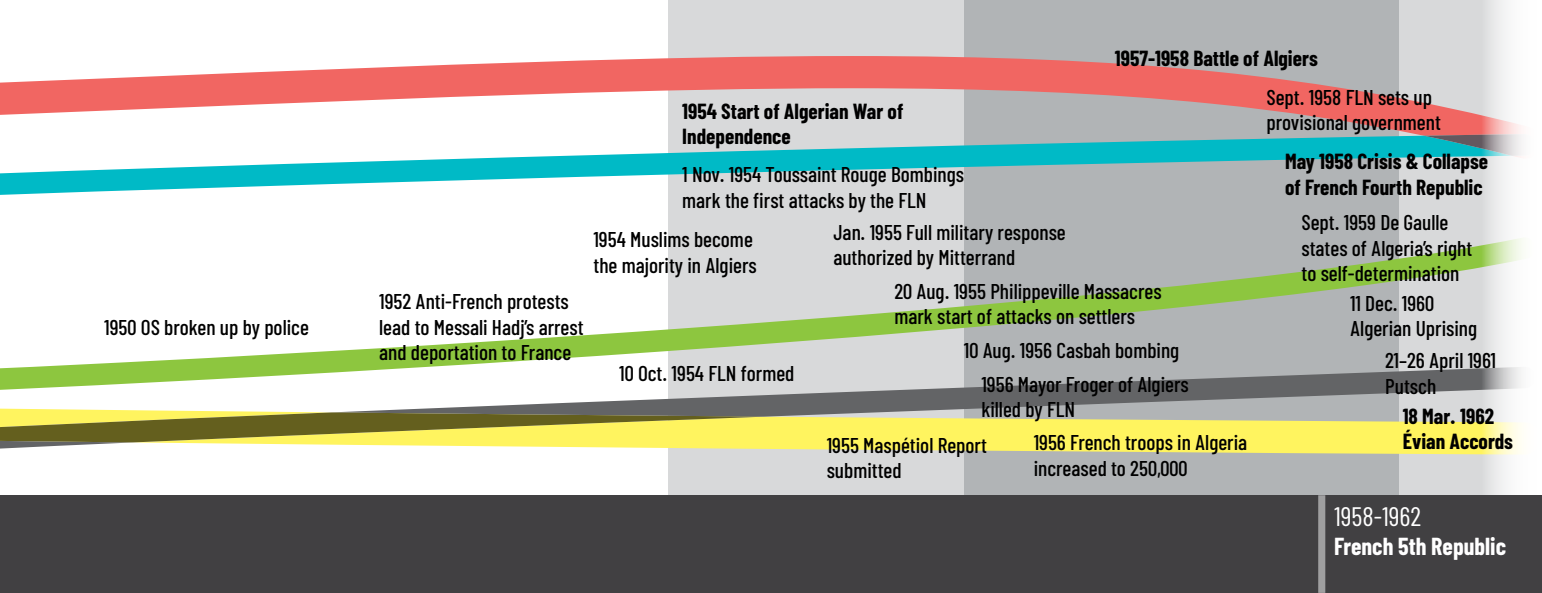 1957-1958 Battle of Algiers
Sept. 1958 FLN sets up
provisional government
1954 Start of Algerian War of
Independence
May 1958 Crisis & Collapse
of French Fourth Republic
1 Nov. 1954 Toussaint Rouge Bombings
mark the first attacks by the FLN
Sept. 1959 De Gaulle
states of Algeria's right
to self-determination
1954 Muslims become
the majority in Algiers
Jan. 1955 Full military response
authorized by Mitterrand
20 Aug. 1955 Philippeville Massacres
mark start of attacks on settlers
1952 Anti-French protests
lead to Messali Hadj's arrest
and deportation to France
11 Dec. 1960
Algerian Uprising
1950 OS broken up by police
10 Aug. 1956 Casbah bombing
21-26 April 1961
Putsch
10 Oct. 1954 FLN formed
1956 Mayor Froger of Algiers
killed by FLN
18 Mar. 1962
Évian Accords
1955 Maspétiol Report
submitted
1956 French troops in Algeria
increased to 250,000
1958-1962
French 5th Republic